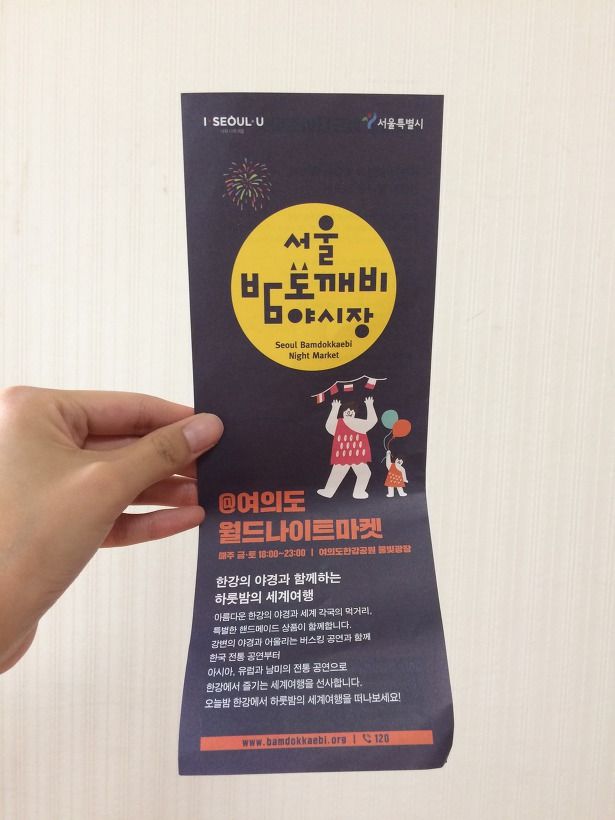 I·SEOUL·U
서울특별시
서울
밤도깨비
야시장
Seoul Bamdokkaebi
Night Market
@여의도
월드나이트마켓
매주 금·토 18:00~23:00 | 여의도한강공원 물빛광장
한강의 야경과 함께하는
하룻밤의 세계여행
아름다운 한강의 야경과 세계 각국의 먹거리,
특별한 핸드메이드 상품이 함께합니다.
강변의 야경과 어울리는 버스킹 공연과 함께
한국 전통 공연부터
아시아, 유럽과 남미의 전통 공연으로
한강에서 즐기는 세계여행을 선사합니다.
오늘밤 한강에서 하룻밤의 세계여행을 떠나보세요!
www.bamdokkaebi.org | 120